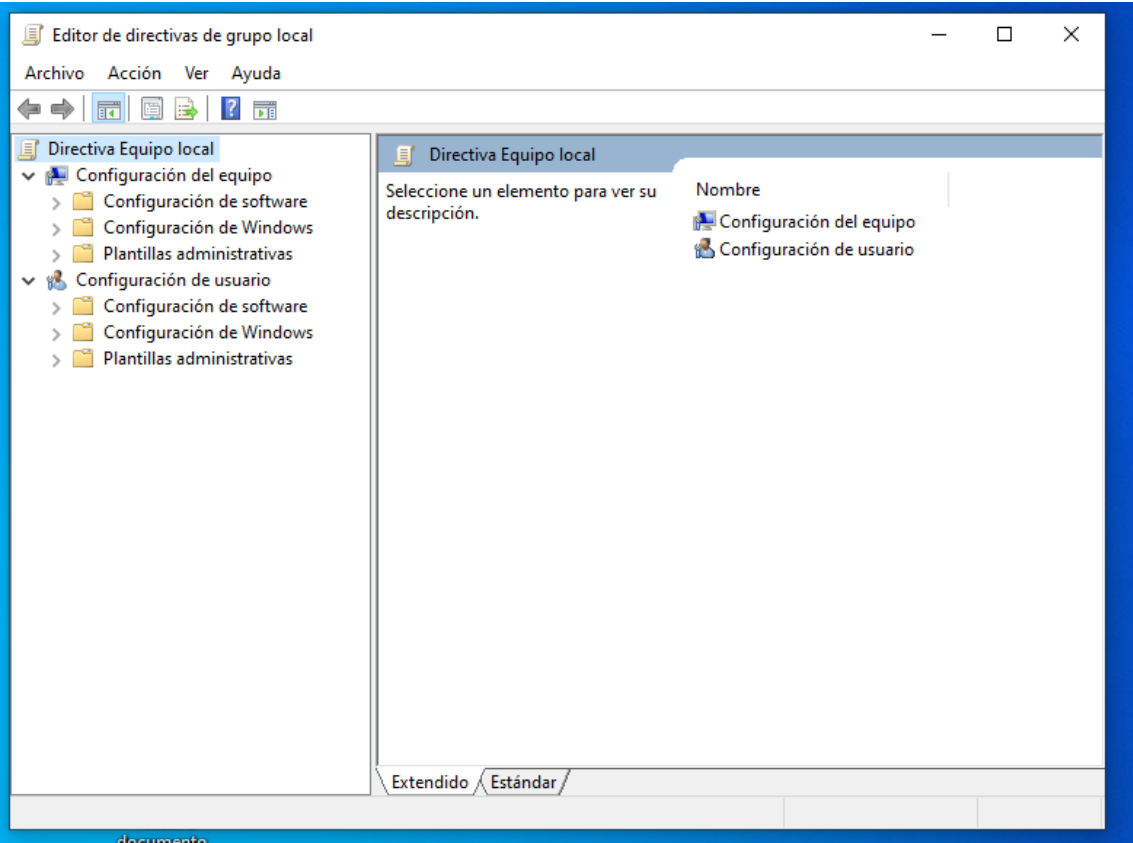 Editor de directivas de grupo local
Archivo Acción Ver Ayuda
Directiva Equipo local
Configuración del equipo
Configuración de software
Configuración de Windows
Plantillas administrativas
Configuración de usuario
Configuración de software
Configuración de Windows
Plantillas administrativas
Directiva Equipo local
Seleccione un elemento para ver su
descripción.
Nombre
Configuración del equipo
Configuración de usuario
Extendido Estándar
documento